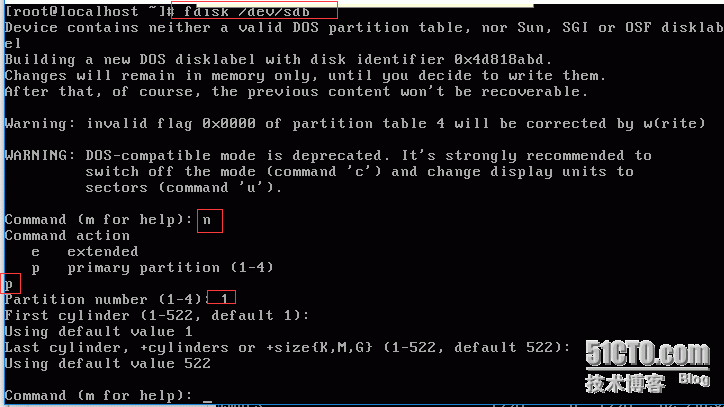 [root@localhost ~]# fdisk /dev/sdb
Device contains neither a valid DOS partition table, nor Sun, SGI or OSF disklab
el
Building a new DOS disklabel with disk identifier 0x4d818abd.
Changes will remain in memory only, until you decide to write them.
After that, of course, the previous content won't be recoverable.
Warning: invalid flag 0x0000 of partition table 4 will be corrected by w(rite)
WARNING: DOS-compatible mode is deprecated. It's strongly recommended to
switch off the mode (command 'c') and change display units to
sectors (command 'u').
Command (m for help): n
Command action
e   extended
p   primary partition (1-4)
p
Partition number (1-4): 1
First cylinder (1-522, default 1):
Using default value 1
Last cylinder, +cylinders or +size{K,M,G} (1-522, default 522):
Using default value 522
Command (m for help): _
51CTO.com
技术博客 Blog